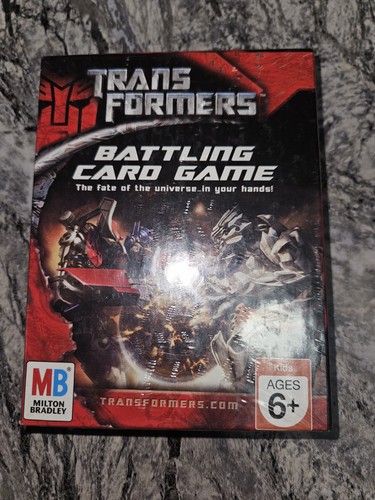 TRANS
FORMERS
BATTLING
CARD GAME
The fate of the universe..in your hands!
MB
MILTON
BRADLEY
Kids
AGES
6+
TRANSFORMERS.COM